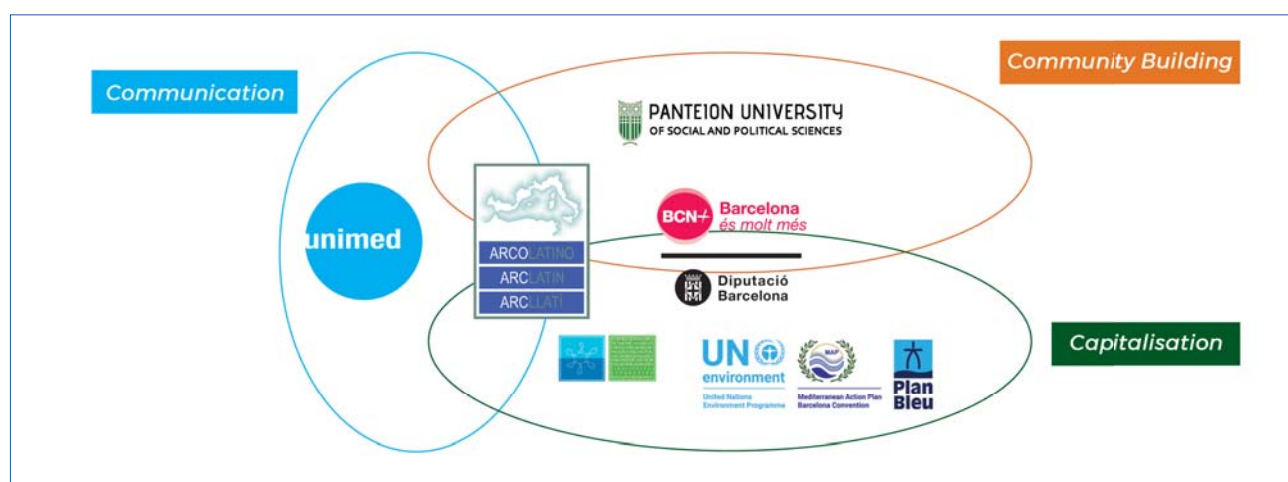 Communication
Community Building
PANTEION UNIVERSITY
OF SOCIAL AND POLITICAL SCIENCES
unimed
BCN+
Barcelona
és molt més
ARCOLATINO
ARCLATIN
ARCLLATÍ
Diputació
Barcelona
Capitalisation
UN
environment
United Nations
Environment Programme
MAP
Mediterranean Action Plan
Barcelona Convention
Plan
Bleu